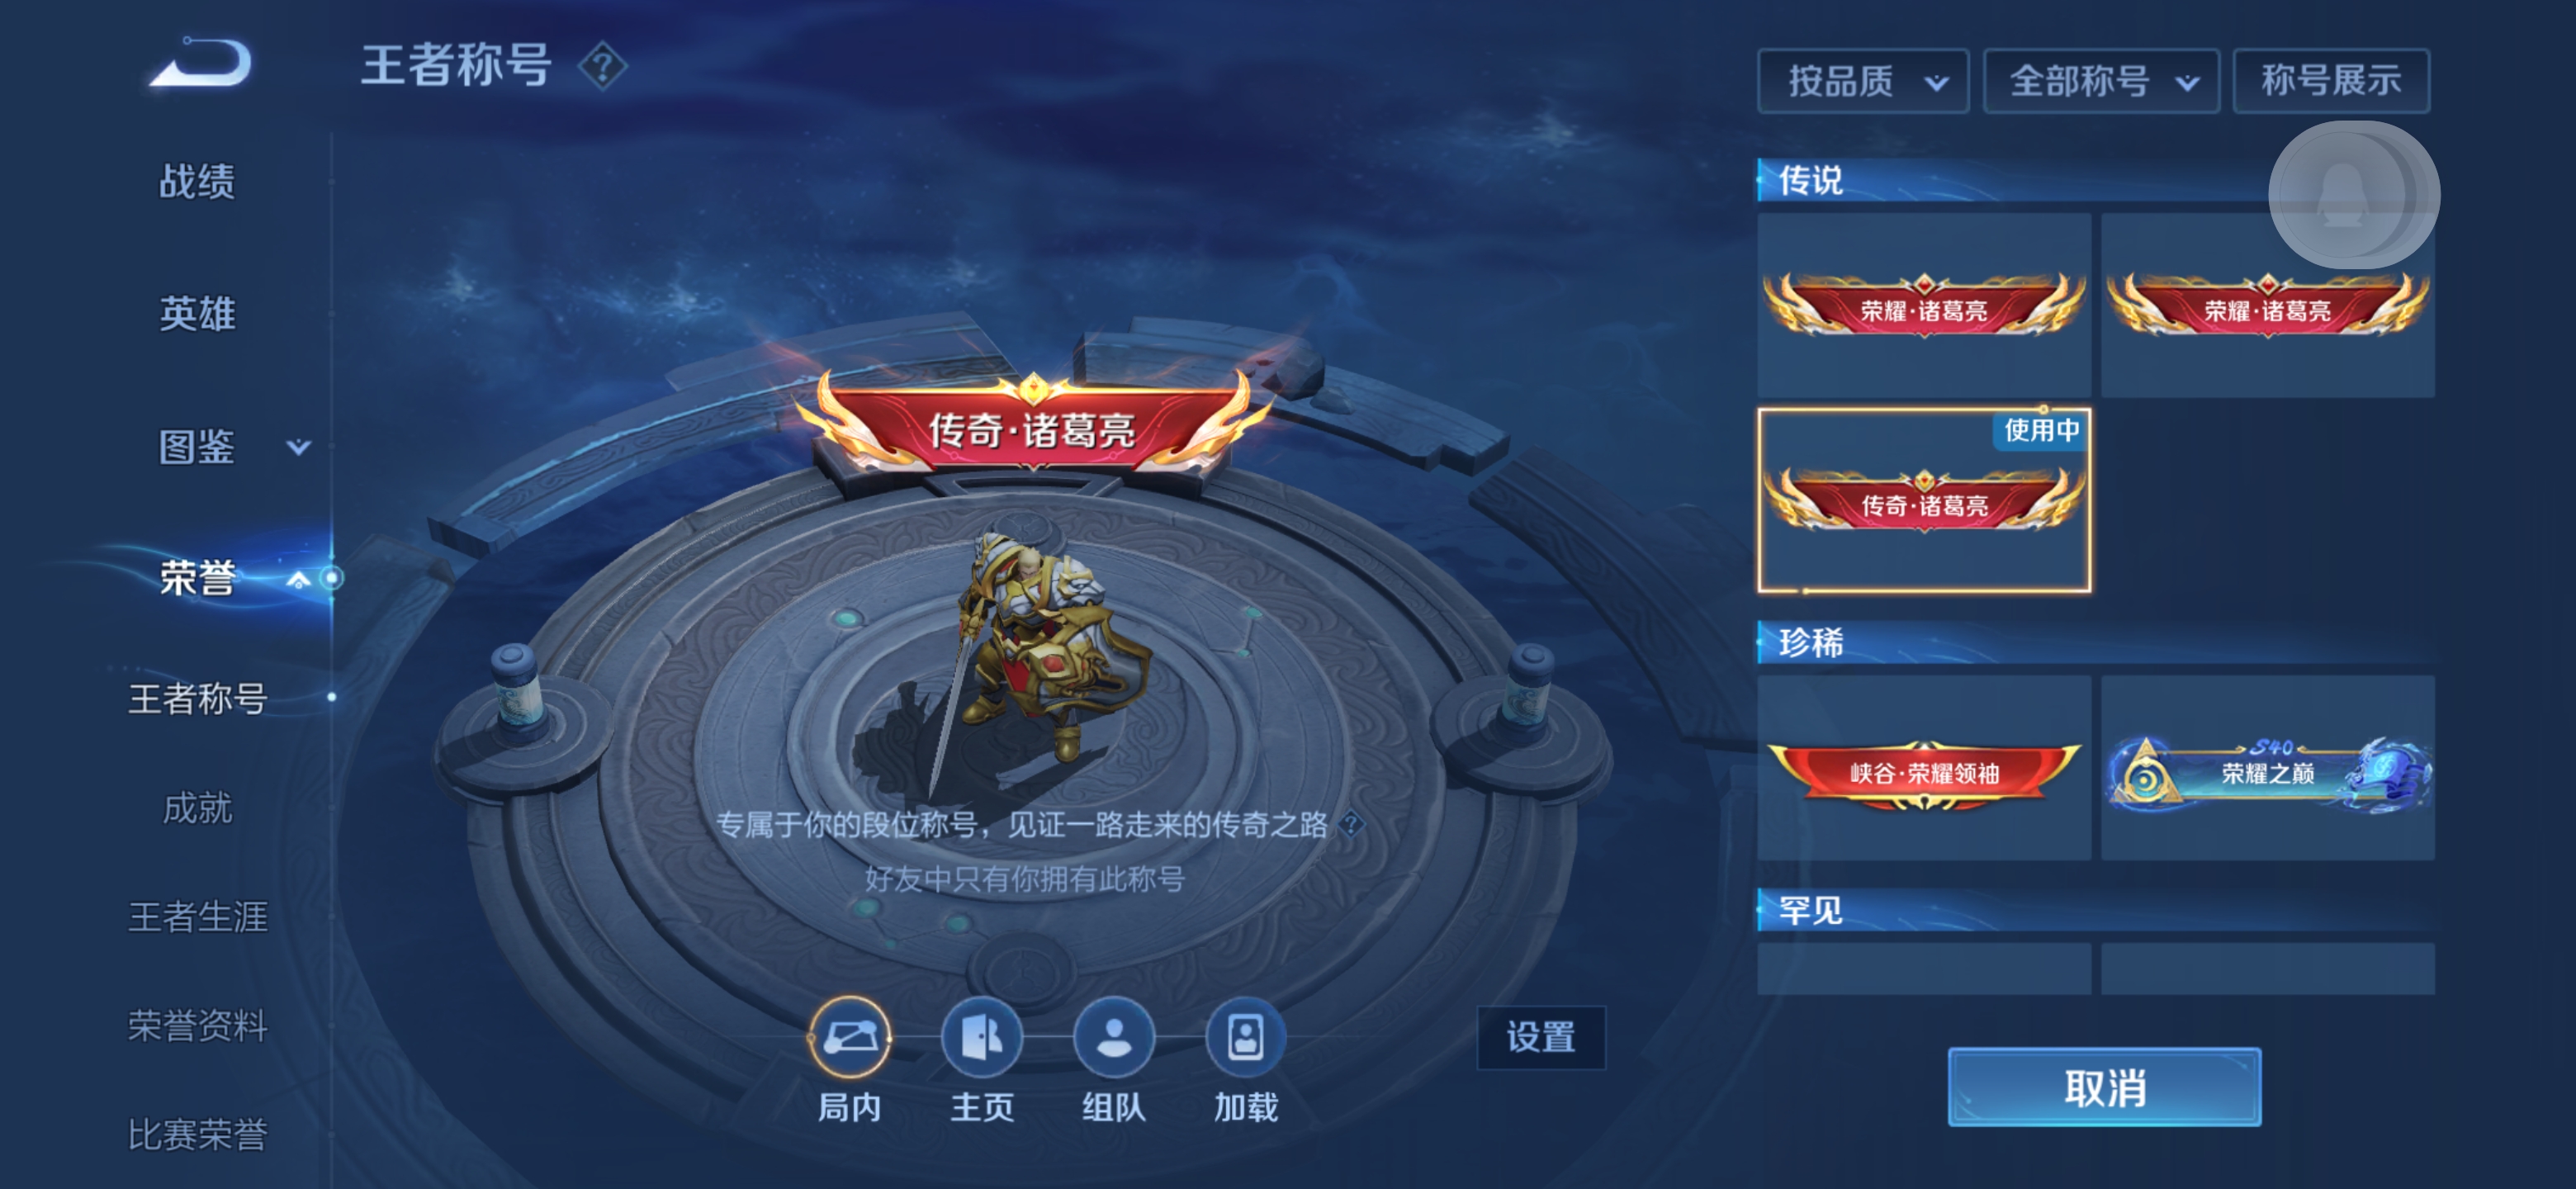 王者称号
按品质
全部称号
称号展示
战绩
英雄
图鉴
荣誉
王者称号
成就
王者生涯
荣誉资料
比赛荣誉
传奇·诸葛亮
专属于你的段位称号，见证一路走来的传奇之路
好友中只有你拥有此称号
局内
主页
组队
加载
设置
传说
荣耀·诸葛亮
荣耀·诸葛亮
使用中
传奇·诸葛亮
珍稀
峡谷·荣耀领袖
S40
荣耀之巅
罕见
取消